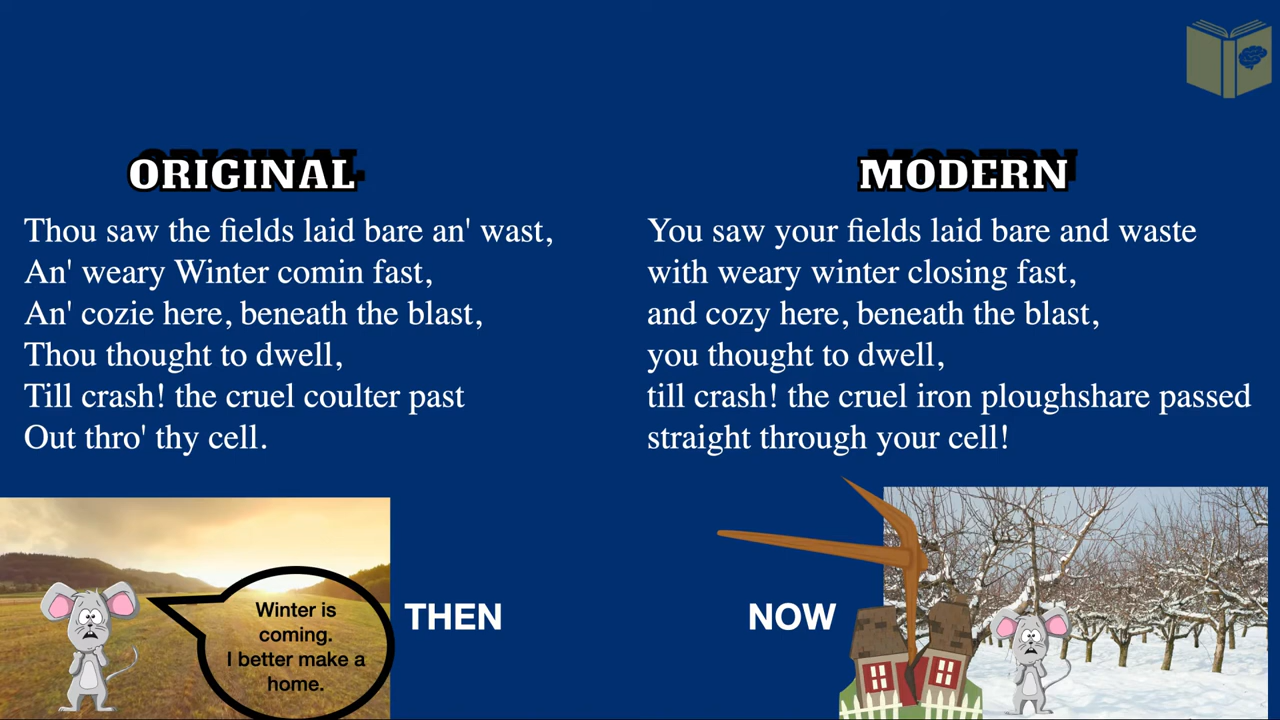 ORIGINAL
Thou saw the fields laid bare an' wast,
An' weary Winter comin fast,
An' cozie here, beneath the blast,
Thou thought to dwell,
Till crash! the cruel coulter past
Out thro' thy cell.
MODERN
You saw your fields laid bare and waste
with weary winter closing fast,
and cozy here, beneath the blast,
you thought to dwell,
till crash! the cruel iron ploughshare passed
straight through your cell!
Winter is
coming.
I better make a
home.
THEN
NOW